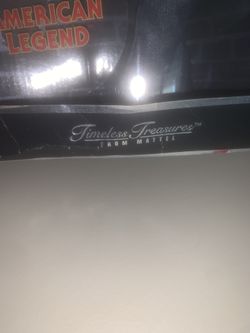 AMERICAN
LEGEND
Timeless Treasures™
FROM MATTEL